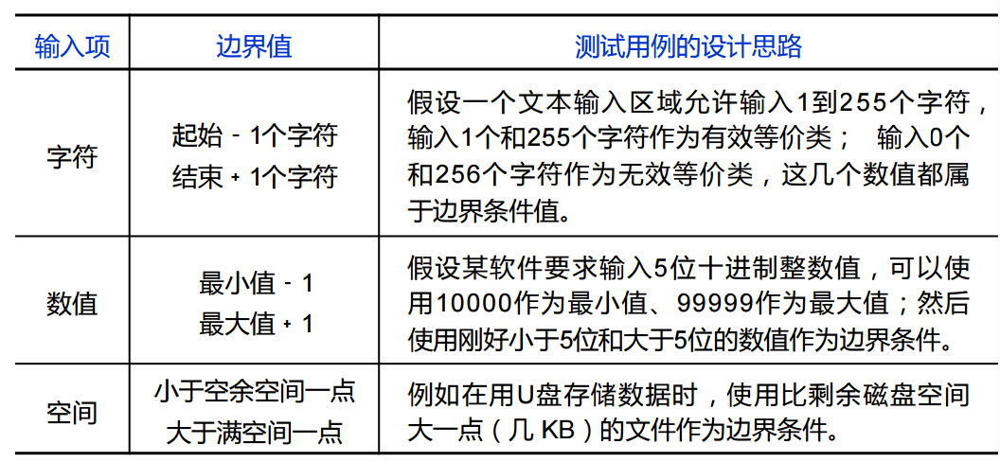 输入项 边界值 测试用例的设计思路
字符
起始 - 1个字符
结束 + 1个字符
假设一个文本输入区域允许输入1到255个字符，
输入1个和255个字符作为有效等价类； 输入0个
和256个字符作为无效等价类，这几个数值都属
于边界条件值。
数值
最小值 - 1
最大值 + 1
假设某软件要求输入5位十进制整数值，可以使
用10000作为最小值、99999作为最大值；然后
使用刚好小于5位和大于5位的数值作为边界条件。
空间
小于空余空间一点
大于满空间一点
例如在用U盘存储数据时，使用比剩余磁盘空间
大一点（几 KB）的文件作为边界条件。